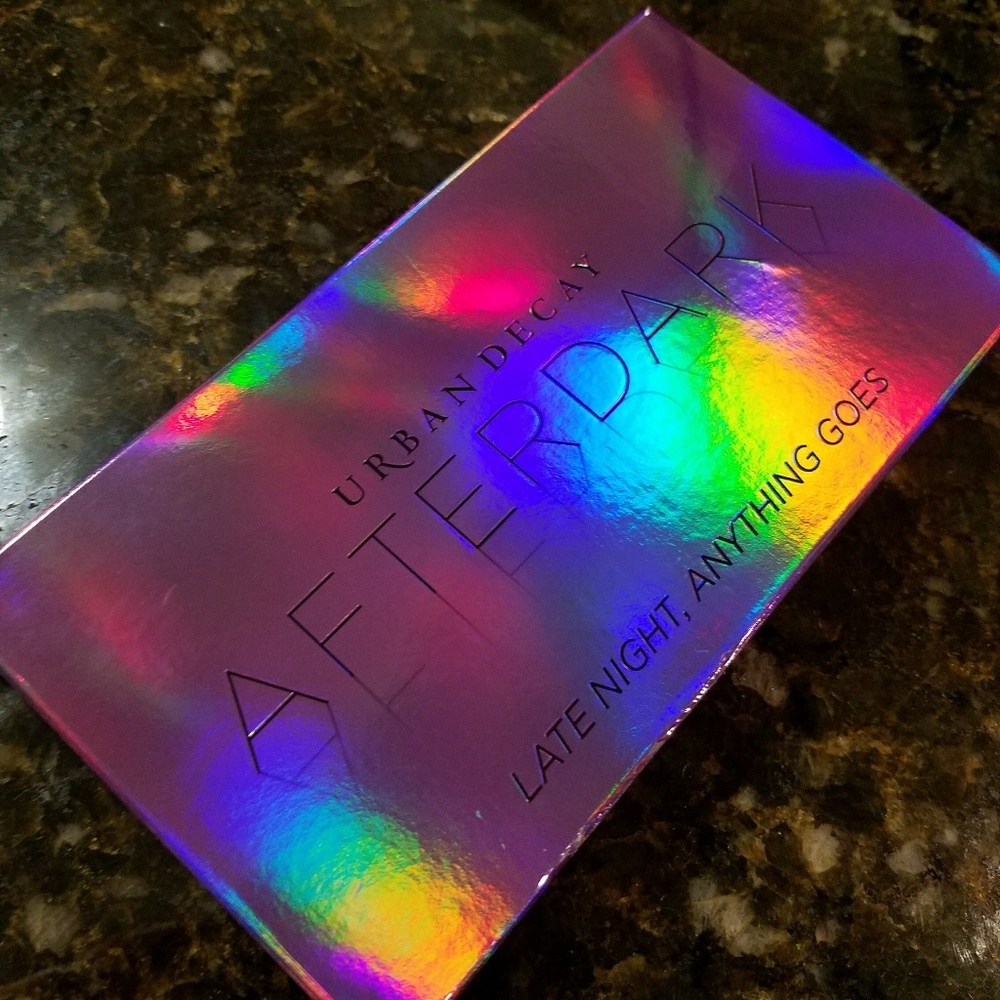 URBAN DECAY
AFTERDARK
LATE NIGHT, ANYTHING GOES